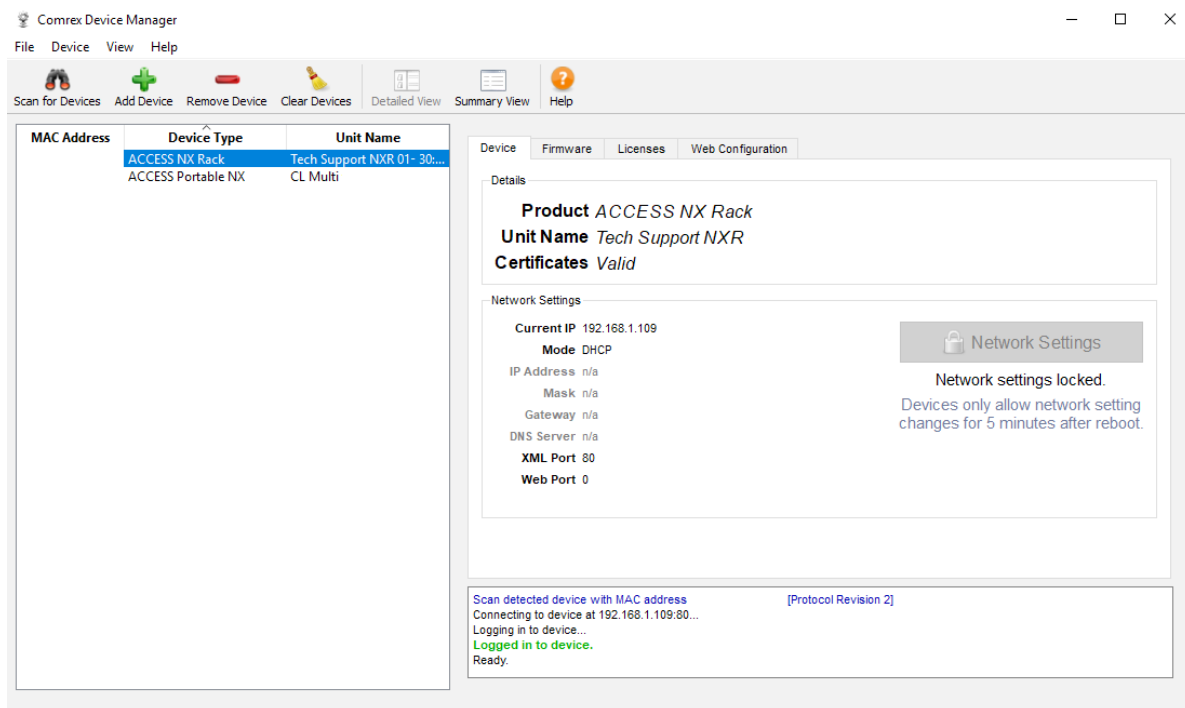 Comrex Device Manager
File Device View Help
Scan for Devices Add Device Remove Device Clear Devices Detailed View Summary View Help
MAC Address Device Type Unit Name
ACCESS NX Rack Tech Support NXR 01- 30:...
ACCESS Portable NX CL Multi
Device Firmware Licenses Web Configuration
Details
Product ACCESS NX Rack
Unit Name Tech Support NXR
Certificates Valid
Network Settings
Current IP 192.168.1.109
Mode DHCP
IP Address n/a
Mask n/a
Gateway n/a
DNS Server n/a
XML Port 80
Web Port 0
Network Settings
Network settings locked.
Devices only allow network setting
changes for 5 minutes after reboot.
Scan detected device with MAC address [Protocol Revision 2]
Connecting to device at 192.168.1.109:80...
Logging in to device...
Logged in to device.
Ready.